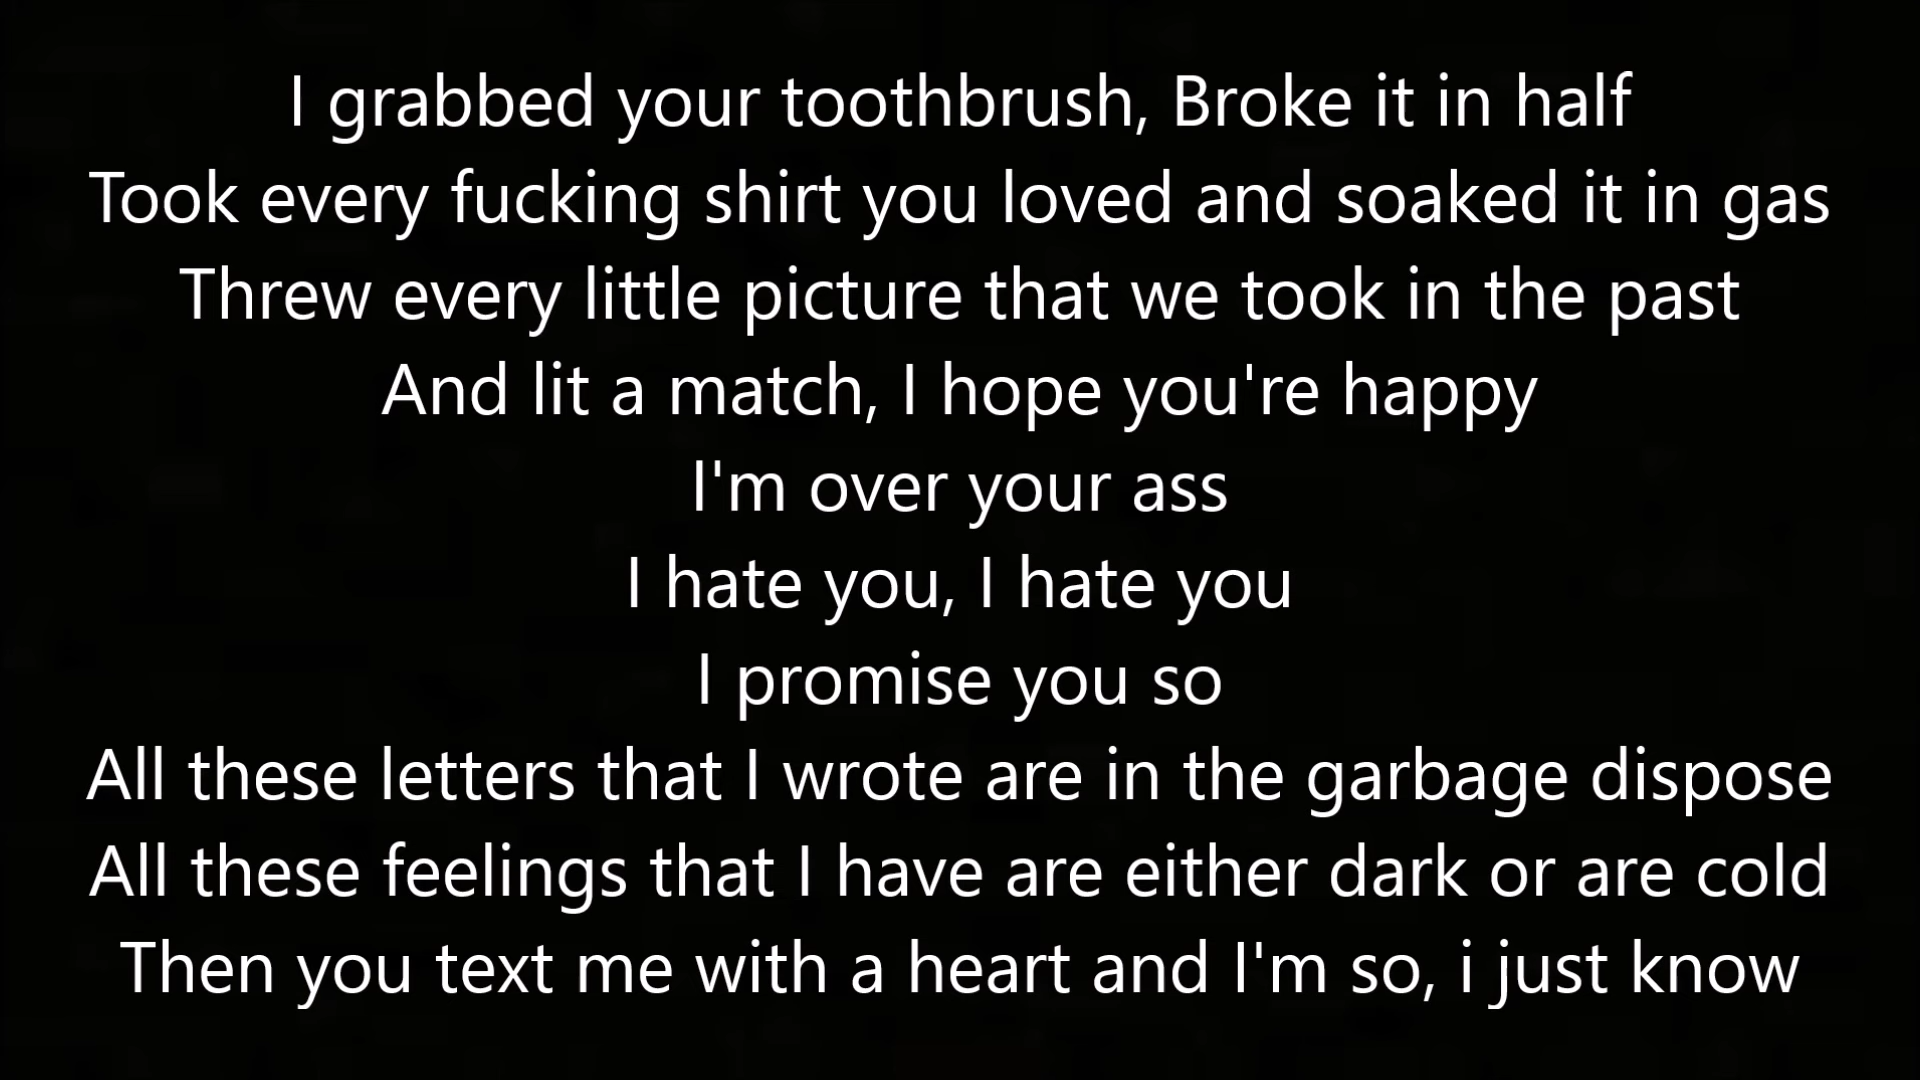 I grabbed your toothbrush, Broke it in half
Took every fucking shirt you loved and soaked it in gas
Threw every little picture that we took in the past
And lit a match, I hope you're happy
I'm over your ass
I hate you, I hate you
I promise you so
All these letters that I wrote are in the garbage dispose
All these feelings that I have are either dark or are cold
Then you text me with a heart and I'm so, i just know